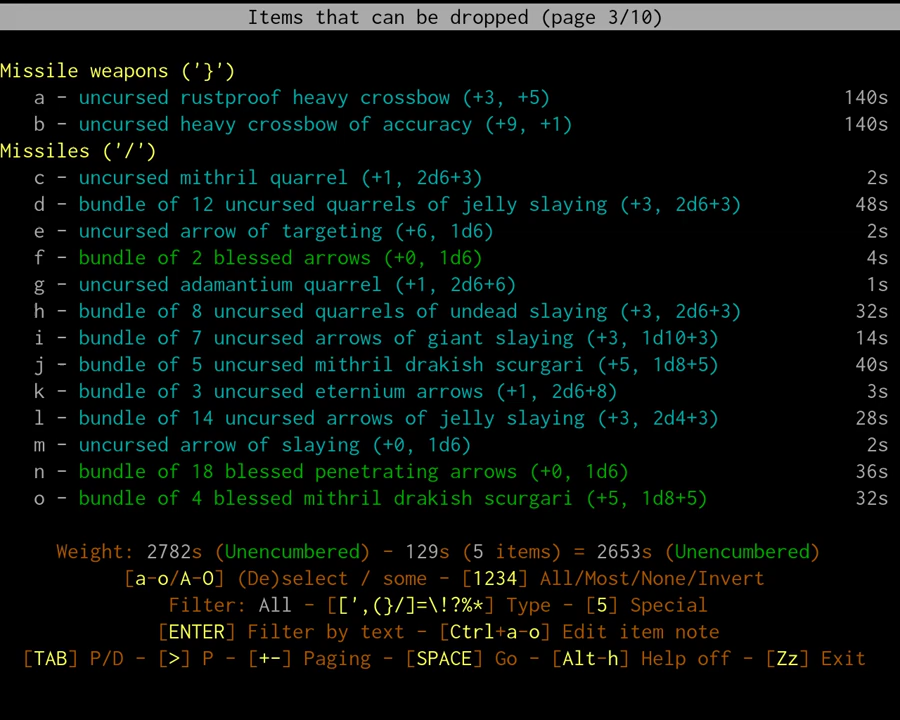 Items that can be dropped (page 3/10)
Missile weapons ('}')
a - uncursed rustproof heavy crossbow (+3, +5) 140s
b - uncursed heavy crossbow of accuracy (+9, +1) 140s
Missiles ('/')
c - uncursed mithril quarrel (+1, 2d6+3) 2s
d - bundle of 12 uncursed quarrels of jelly slaying (+3, 2d6+3) 48s
e - uncursed arrow of targeting (+6, 1d6) 2s
f - bundle of 2 blessed arrows (+0, 1d6) 4s
g - uncursed adamantium quarrel (+1, 2d6+6) 1s
h - bundle of 8 uncursed quarrels of undead slaying (+3, 2d6+3) 32s
i - bundle of 7 uncursed arrows of giant slaying (+3, 1d10+3) 14s
j - bundle of 5 uncursed mithril drakish scurgari (+5, 1d8+5) 40s
k - bundle of 3 uncursed eternium arrows (+1, 2d6+8) 3s
l - bundle of 14 uncursed arrows of jelly slaying (+3, 2d4+3) 28s
m - uncursed arrow of slaying (+0, 1d6) 2s
n - bundle of 18 blessed penetrating arrows (+0, 1d6) 36s
o - bundle of 4 blessed mithril drakish scurgari (+5, 1d8+5) 32s
Weight: 2782s (Unencumbered) - 129s (5 items) = 2653s (Unencumbered)
[a-o/A-O] (De)select / some - [1234] All/Most/None/Invert
Filter: All - [[',(}/]=\!?%*] Type - [5] Special
[ENTER] Filter by text - [Ctrl+a-o] Edit item note
[TAB] P/D - [>] P - [+-] Paging - [SPACE] Go - [Alt-h] Help off - [Zz] Exit